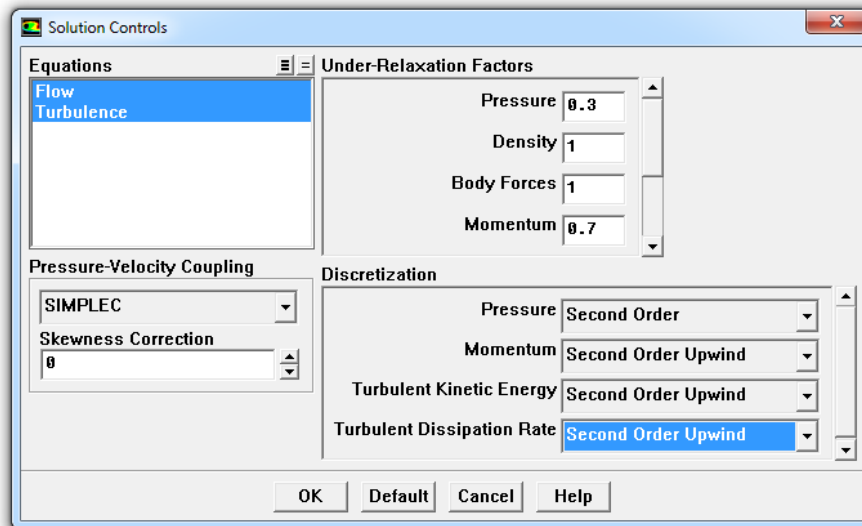 Solution Controls
Equations
Flow
Turbulence
Under-Relaxation Factors
Pressure 0.3
Density 1
Body Forces 1
Momentum 0.7
Pressure-Velocity Coupling
SIMPLEC
Skewness Correction
0
Discretization
Pressure Second Order
Momentum Second Order Upwind
Turbulent Kinetic Energy Second Order Upwind
Turbulent Dissipation Rate Second Order Upwind
OK Default Cancel Help